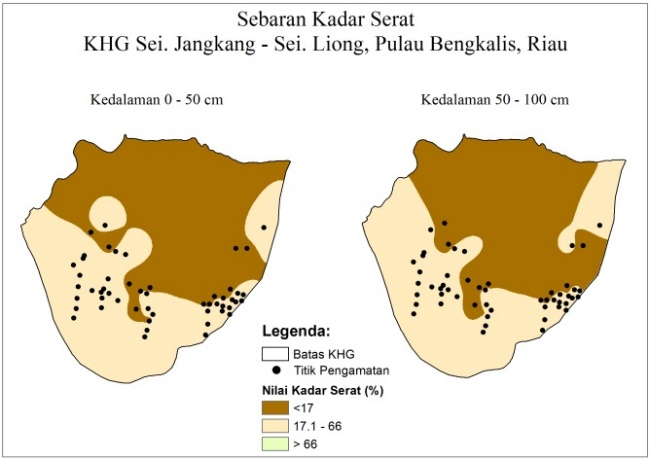 Sebaran Kadar Serat
KHG Sei. Jangkang - Sei. Liong, Pulau Bengkalis, Riau
Kedalaman 0 - 50 cm
Kedalaman 50 - 100 cm
Legenda:
Batas KHG
Titik Pengamatan
Nilai Kadar Serat (%)
<17
17.1 - 66
> 66